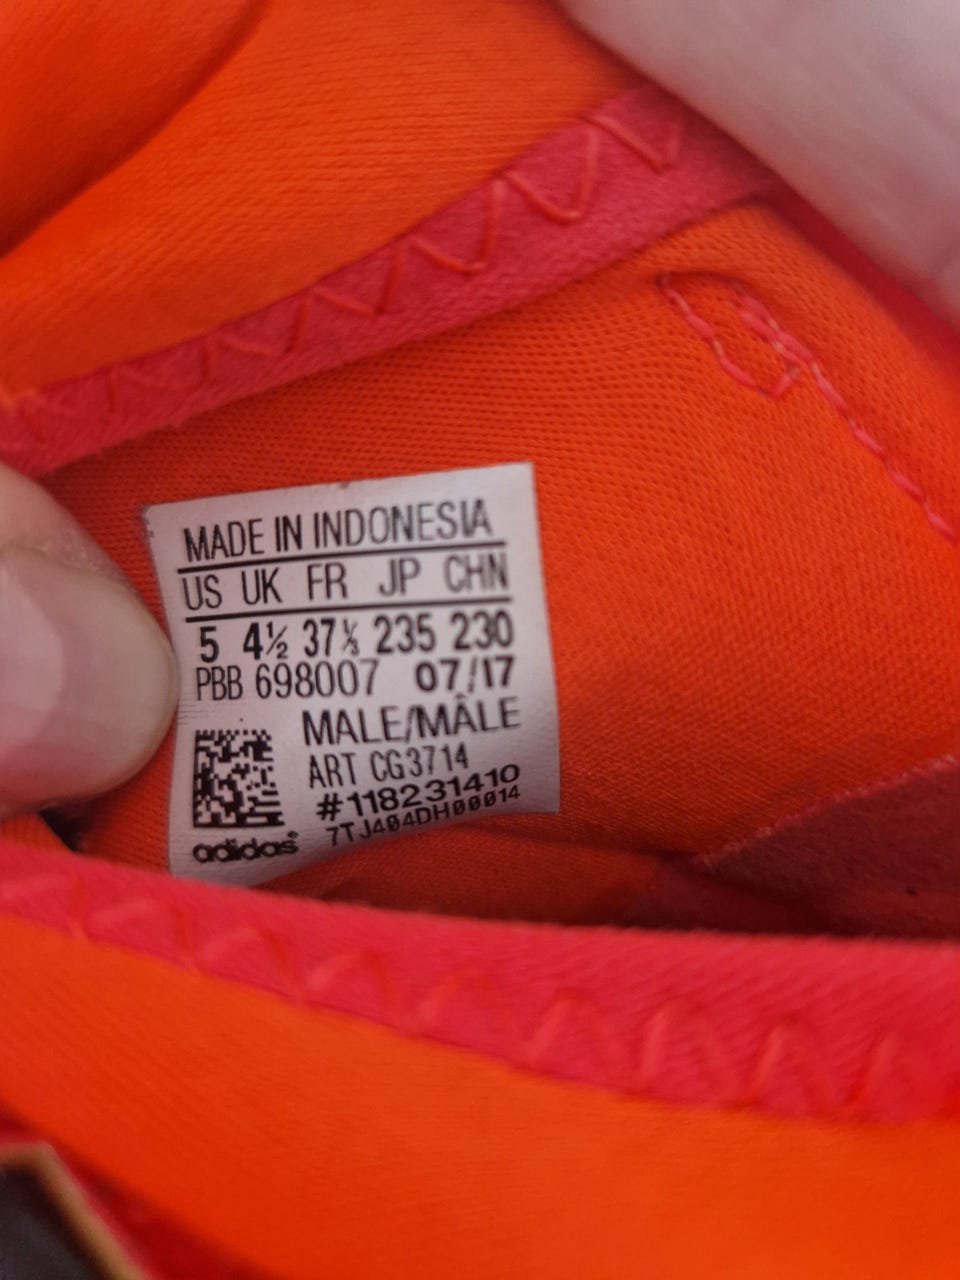 MADE IN INDONESIA
US UK FR JP CHN
5 4½ 37⅓ 235 230
PBB 698007 07/17
MALE/MÂLE
ART CG3714
#118231410
7TJ404DH00014
adidas®